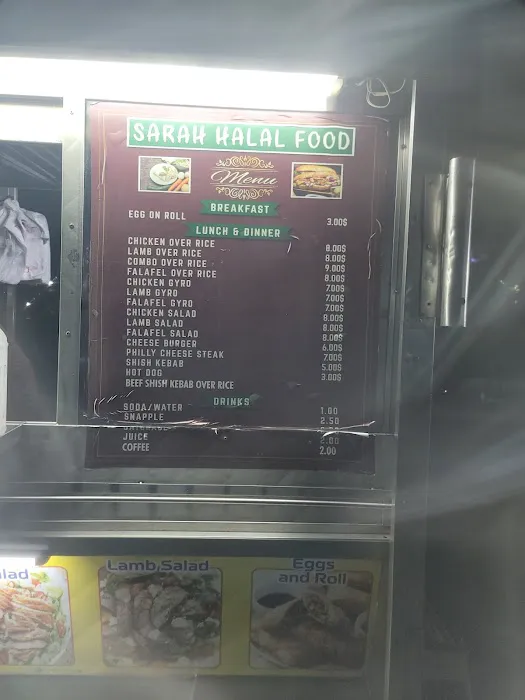 SARAH HALAL FOOD
Menu
BREAKFAST
EGG ON ROLL 3.00$
LUNCH & DINNER
CHICKEN OVER RICE 8.00$
LAMB OVER RICE 8.00$
COMBO OVER RICE 9.00$
FALAFEL OVER RICE 8.00$
CHICKEN GYRO 7.00$
LAMB GYRO 7.00$
FALAFEL GYRO 7.00$
CHICKEN SALAD 8.00$
LAMB SALAD 8.00$
FALAFEL SALAD 8.00$
CHEESE BURGER 6.00$
PHILLY CHEESE STEAK 7.00$
SHISH KEBAB 5.00$
HOT DOG 3.00$
BEEF SHISH KEBAB OVER RICE
DRINKS
SODA/WATER 1.00
SNAPPLE 2.50
JUICE 2.00
COFFEE 2.00
lad
Lamb Salad
Eggs
and Roll